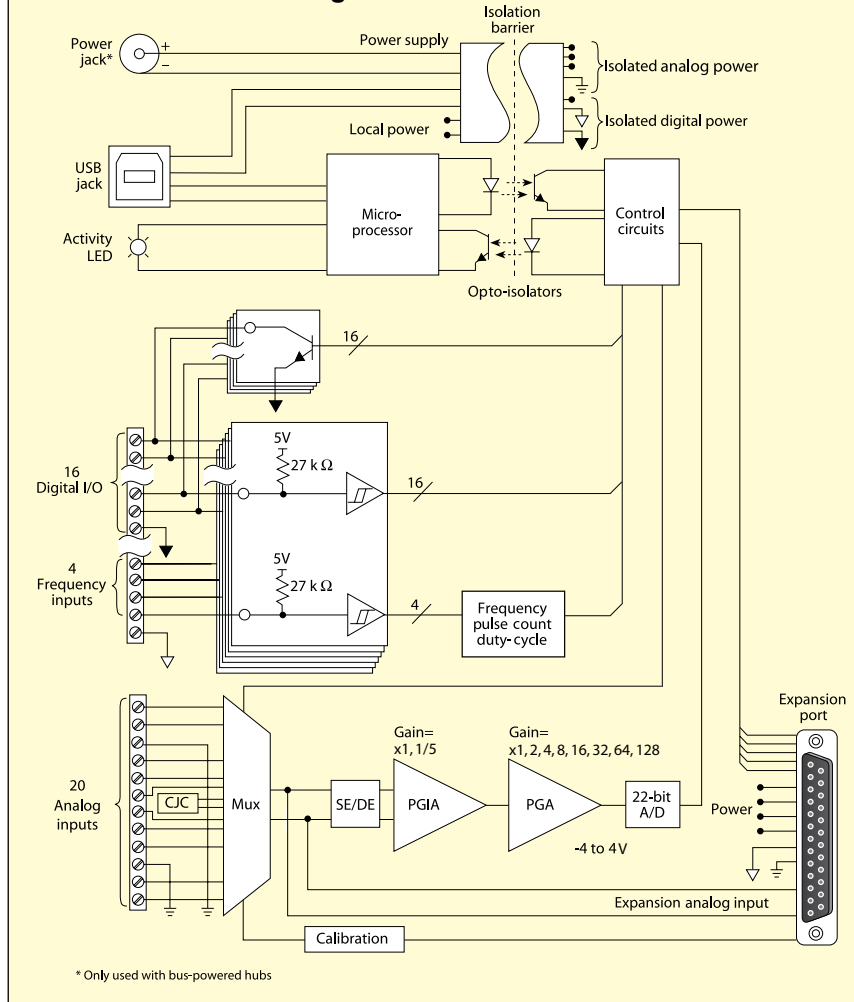 Isolation
barrier
Power
jack*
+
–
Power supply
Isolated analog power
Isolated digital power
Local power
USB
jack
Micro-
processor
Control
circuits
Activity
LED
Opto-isolators
16
5V
27 k Ω
16
16
Digital I/O
5V
27 k Ω
4
4
Frequency
inputs
Frequency
pulse count
duty-cycle
Expansion
port
Gain=
x1, 1/5
Gain=
x1, 2, 4, 8, 16, 32, 64, 128
20
Analog
inputs
CJC
Mux
SE/DE
PGIA
PGA
22-bit
A/D
Power
-4 to 4 V
Expansion analog input
Calibration
* Only used with bus-powered hubs